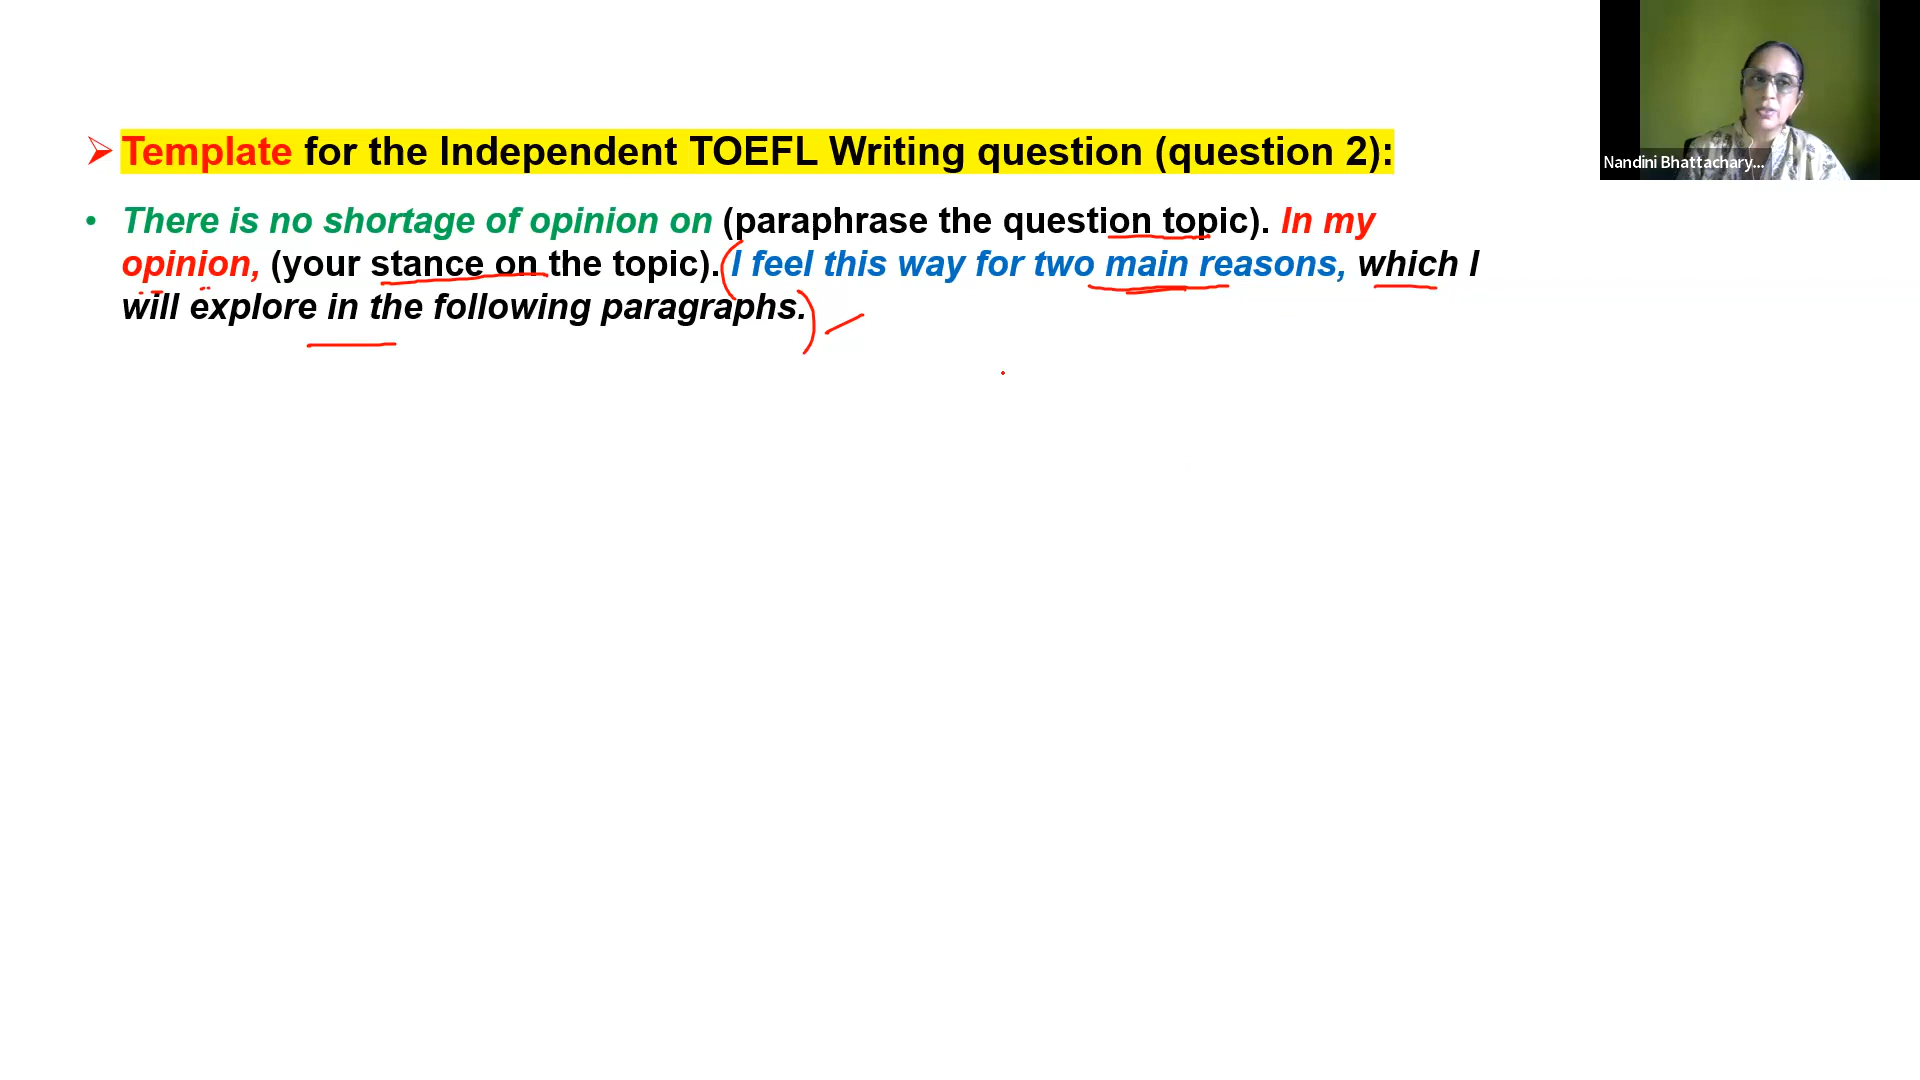 ➢ Template for the Independent TOEFL Writing question (question 2):
• There is no shortage of opinion on (paraphrase the question topic). In my
opinion, (your stance on the topic). I feel this way for two main reasons, which I
will explore in the following paragraphs.
Nandini Bhattachary...